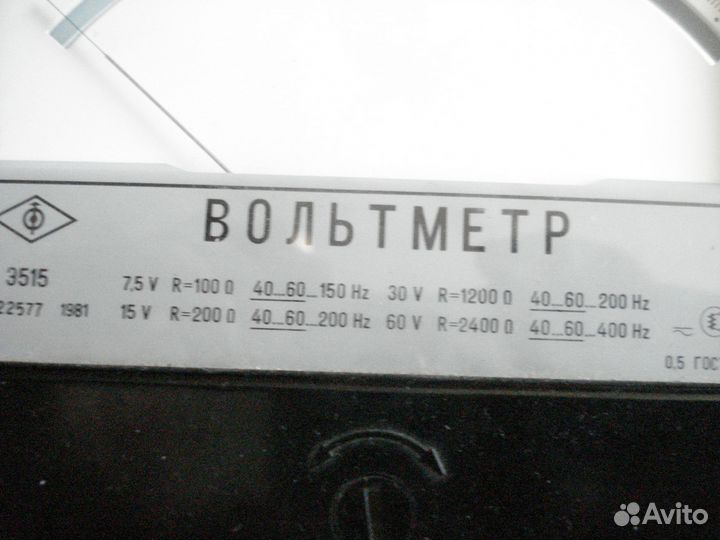 ВОЛЬТМЕТР
Э515
7,5 V R=100 Ω 40...60...150 Hz 30 V R=1200 Ω 40...60...200 Hz
22577 1981 15 V R=200 Ω 40...60...200 Hz 60 V R=2400 Ω 40...60...400 Hz
≂
0,5 ГОС
Avito